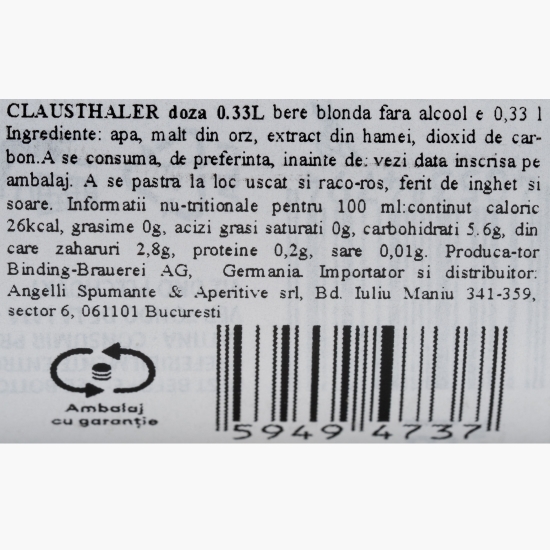 CLAUSTHALER doza 0.33L bere blonda fara alcool e 0,33 l
Ingrediente: apa, malt din orz, extract din hamei, dioxid de car-
bon.A se consuma, de preferinta, inainte de: vezi data inscrisa pe
ambalaj. A se pastra la loc uscat si raco-ros, ferit de inghet si
soare. Informatii nu-tritionale pentru 100 ml:continut caloric
26kcal, grasime 0g, acizi grasi saturati 0g, carbohidrati 5.6g, din
care zaharuri 2,8g, proteine 0,2g, sare 0,01g. Produca-tor
Binding-Brauerei AG, Germania. Importator si distribuitor:
Angelli Spumante & Aperitive srl, Bd. Iuliu Maniu 341-359,
sector 6, 061101 Bucuresti
Ambalaj
cu garanție
5949 4737